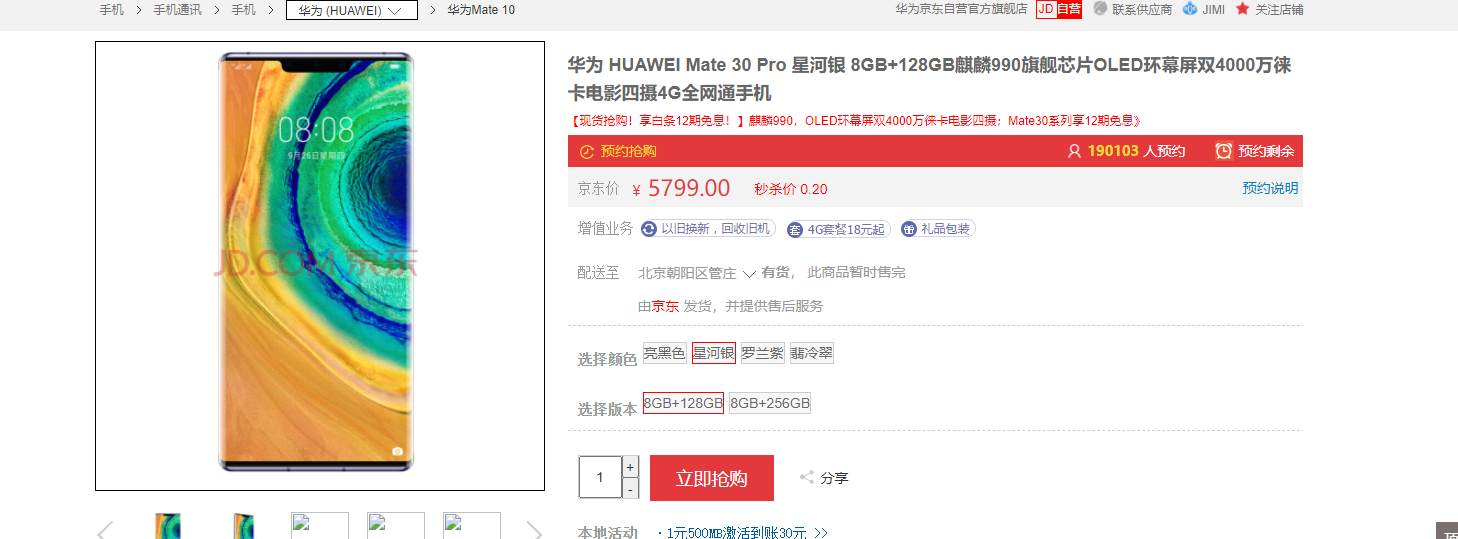 手机 > 手机通讯 > 手机 > 华为 (HUAWEI) > 华为Mate 10
华为京东自营官方旗舰店 JD 自营 联系供应商 JIMI 关注店铺
08:08
9月26日星期四
JD.COM 京东
华为 HUAWEI Mate 30 Pro 星河银 8GB+128GB麒麟990旗舰芯片OLED环幕屏双4000万徕
卡电影四摄4G全网通手机
【现货抢购！享白条12期免息！】麒麟990，OLED环幕屏双4000万徕卡电影四摄；Mate30系列享12期免息》
预约抢购 190103 人预约 预约剩余
京东价 ¥ 5799.00 秒杀价 0.20 预约说明
增值业务 以旧换新，回收旧机 套 4G套餐18元起 礼品包装
配送至 北京朝阳区管庄 有货， 此商品暂时售完
由京东 发货，并提供售后服务
选择颜色 亮黑色 星河银 罗兰紫 翡冷翠
选择版本 8GB+128GB 8GB+256GB
1 + - 立即抢购 分享
本地活动 · 1元500MB激活到账30元 >>